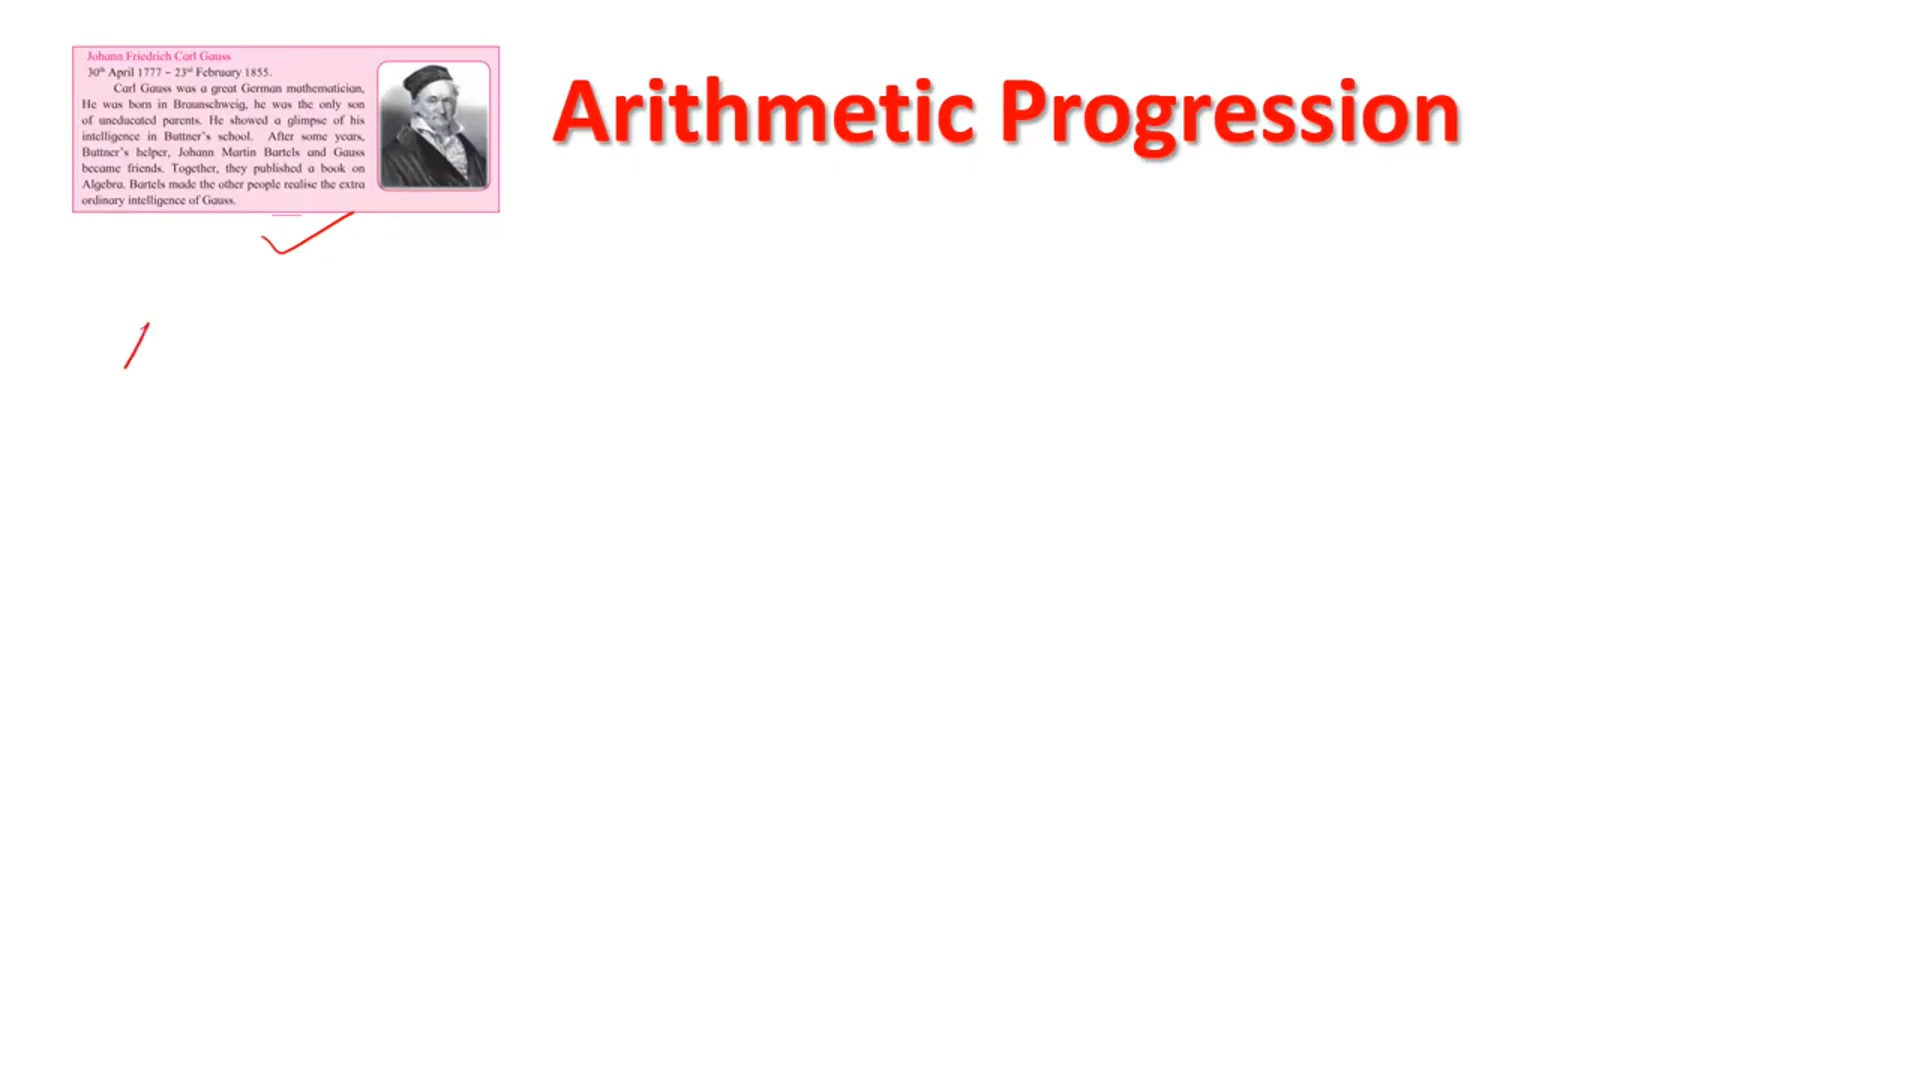 Johann Friedrich Carl Gauss
30th April 1777 – 23rd February 1855.
Carl Gauss was a great German mathematician,
He was born in Braunschweig, he was the only son
of uneducated parents. He showed a glimpse of his
intelligence in Buttner's school. After some years,
Buttner's helper, Johann Martin Bartels and Gauss
became friends. Together, they published a book on
Algebra. Bartels made the other people realise the extra
ordinary intelligence of Gauss.
Arithmetic Progression
1